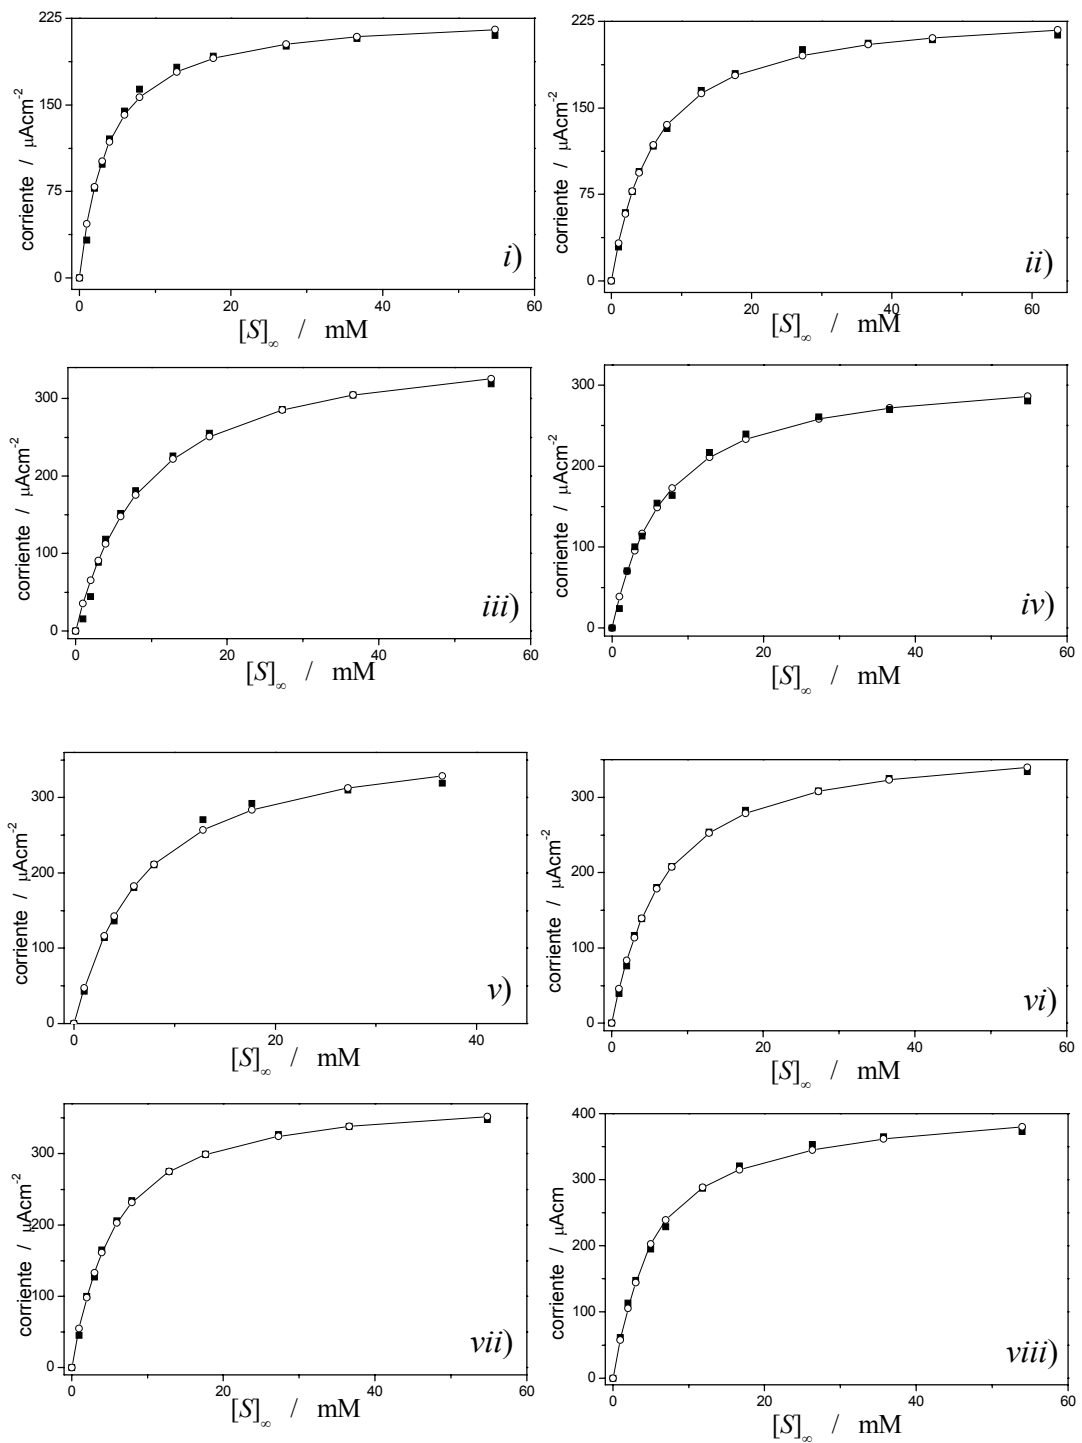 225
150
75
0
corriente / μAcm-2
i)
0 20 40 60
[S]∞ / mM
225
150
75
0
corriente / μAcm-2
ii)
0 20 40 60
[S]∞ / mM
300
200
100
0
corriente / μAcm-2
iii)
0 20 40 60
[S]∞ / mM
300
200
100
0
corriente / μAcm-2
iv)
0 20 40 60
[S]∞ / mM
300
200
100
0
corriente / μAcm-2
v)
0 20 40
[S]∞ / mM
300
200
100
0
corriente / μAcm-2
vi)
0 20 40 60
[S]∞ / mM
300
200
100
0
corriente / μAcm-2
vii)
0 20 40 60
[S]∞ / mM
400
300
200
100
0
corriente / μAcm
viii)
0 20 40 60
[S]∞ / mM